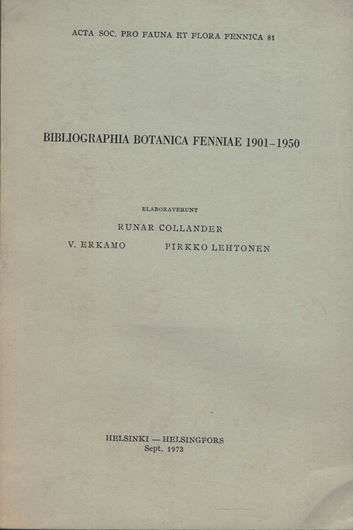 ACTA SOC. PRO FAUNA ET FLORA FENNICA 81
BIBLIOGRAPHIA BOTANICA FENNIAE 1901–1950
ELABORAVERUNT
RUNAR COLLANDER
V. ERKAMO PIRKKO LEHTONEN
HELSINKI — HELSINGFORS
Sept. 1973